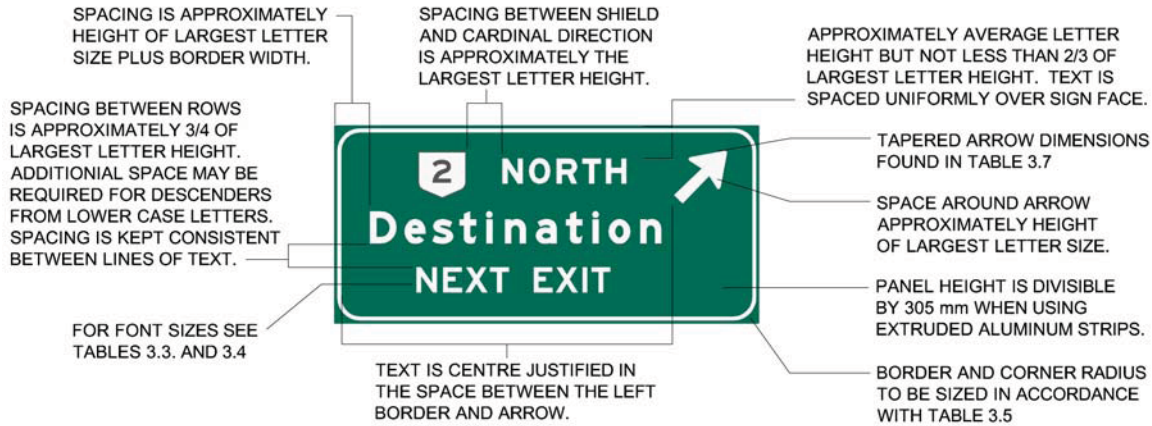 SPACING IS APPROXIMATELY
HEIGHT OF LARGEST LETTER
SIZE PLUS BORDER WIDTH.
SPACING BETWEEN SHIELD
AND CARDINAL DIRECTION
IS APPROXIMATELY THE
LARGEST LETTER HEIGHT.
APPROXIMATELY AVERAGE LETTER
HEIGHT BUT NOT LESS THAN 2/3 OF
LARGEST LETTER HEIGHT. TEXT IS
SPACED UNIFORMLY OVER SIGN FACE.
SPACING BETWEEN ROWS
IS APPROXIMATELY 3/4 OF
LARGEST LETTER HEIGHT.
ADDITIONIAL SPACE MAY BE
REQUIRED FOR DESCENDERS
FROM LOWER CASE LETTERS.
SPACING IS KEPT CONSISTENT
BETWEEN LINES OF TEXT.
2 NORTH
Destination
NEXT EXIT
TAPERED ARROW DIMENSIONS
FOUND IN TABLE 3.7
SPACE AROUND ARROW
APPROXIMATELY HEIGHT
OF LARGEST LETTER SIZE.
PANEL HEIGHT IS DIVISIBLE
BY 305 mm WHEN USING
EXTRUDED ALUMINUM STRIPS.
FOR FONT SIZES SEE
TABLES 3.3. AND 3.4
TEXT IS CENTRE JUSTIFIED IN
THE SPACE BETWEEN THE LEFT
BORDER AND ARROW.
BORDER AND CORNER RADIUS
TO BE SIZED IN ACCORDANCE
WITH TABLE 3.5